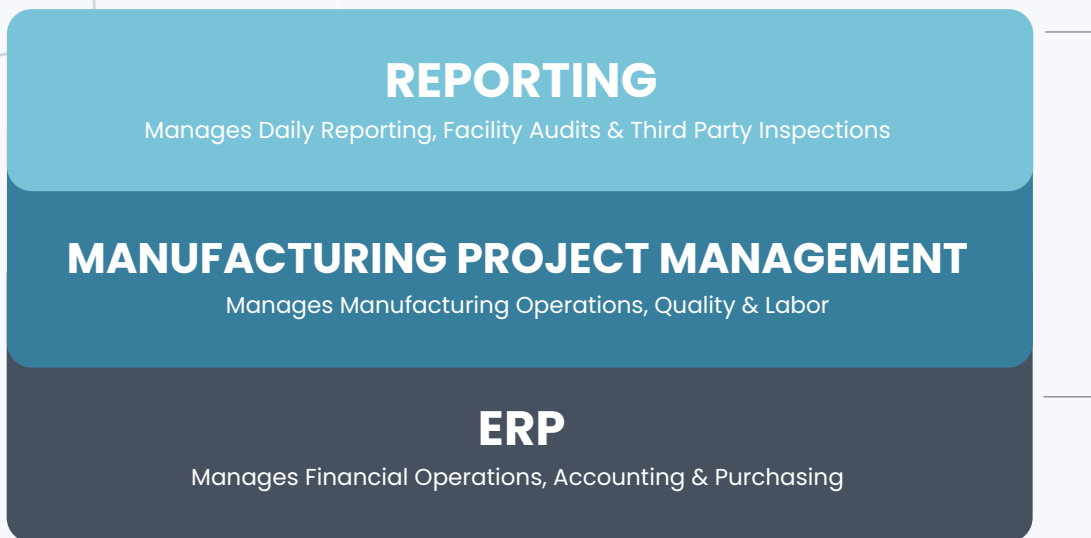 REPORTING
Manages Daily Reporting, Facility Audits & Third Party Inspections
MANUFACTURING PROJECT MANAGEMENT
Manages Manufacturing Operations, Quality & Labor
ERP
Manages Financial Operations, Accounting & Purchasing